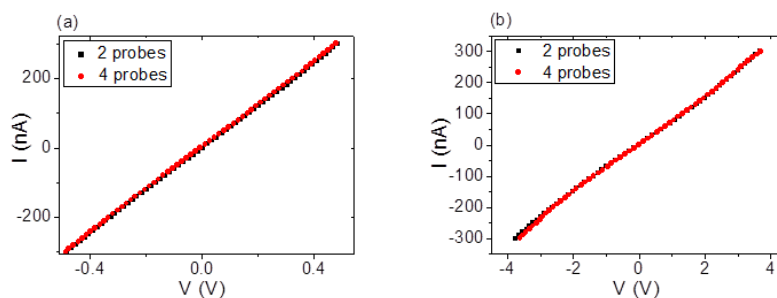 (a)
2 probes
4 probes
200
0
-200
I (nA)
-0.4 0.0 0.4
V (V)
(b)
2 probes
4 probes
300
200
100
0
-100
-200
-300
I (nA)
-4 -2 0 2 4
V (V)